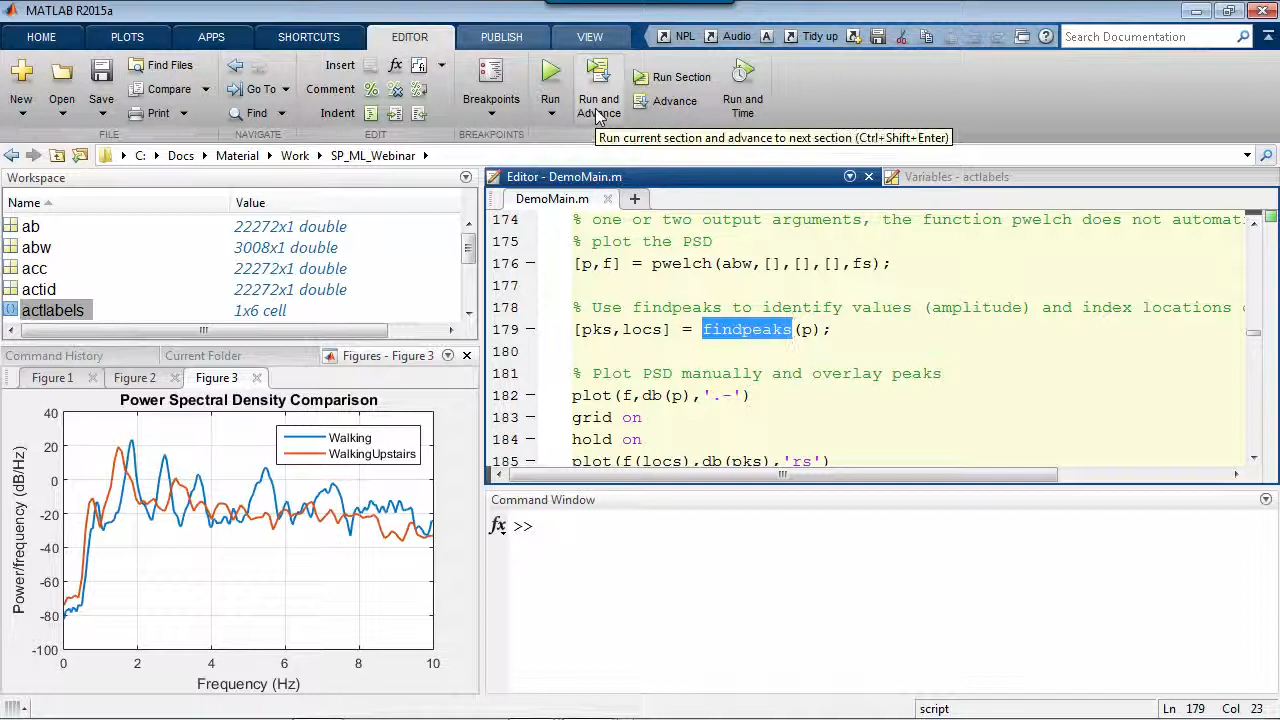 MATLAB R2015a
HOME PLOTS APPS SHORTCUTS EDITOR PUBLISH VIEW NPL Audio A Tidy up Search Documentation
New Open Save Find Files Compare Print Go To Find Insert fx Comment % Indent Breakpoints Run Run and Advance Run Section Advance Run and Time
FILE NAVIGATE EDIT BREAKPOINTS
Run current section and advance to next section (Ctrl+Shift+Enter)
C: Docs Material Work SP_ML_Webinar
Workspace
Name Value
ab 22272x1 double
abw 3008x1 double
acc 22272x1 double
actid 22272x1 double
actlabels 1x6 cell
Command History Current Folder Figures - Figure 3
Figure 1 Figure 2 Figure 3
Power Spectral Density Comparison
Walking
WalkingUpstairs
Power/frequency (dB/Hz)
40
20
0
-20
-40
-60
-80
-100
0 2 4 6 8 10
Frequency (Hz)
Editor - DemoMain.m Variables - actlabels
DemoMain.m
174 % one or two output arguments, the function pwelch does not automat
175 % plot the PSD
176 [p,f] = pwelch(abw,[],[],[],fs);
177
178 % Use findpeaks to identify values (amplitude) and index locations
179 [pks,locs] = findpeaks(p);
180
181 % Plot PSD manually and overlay peaks
182 plot(f,db(p),'.-')
183 grid on
184 hold on
185 plot(f(locs),db(pks),'rs')
Command Window
fx >>
script Ln 179 Col 23